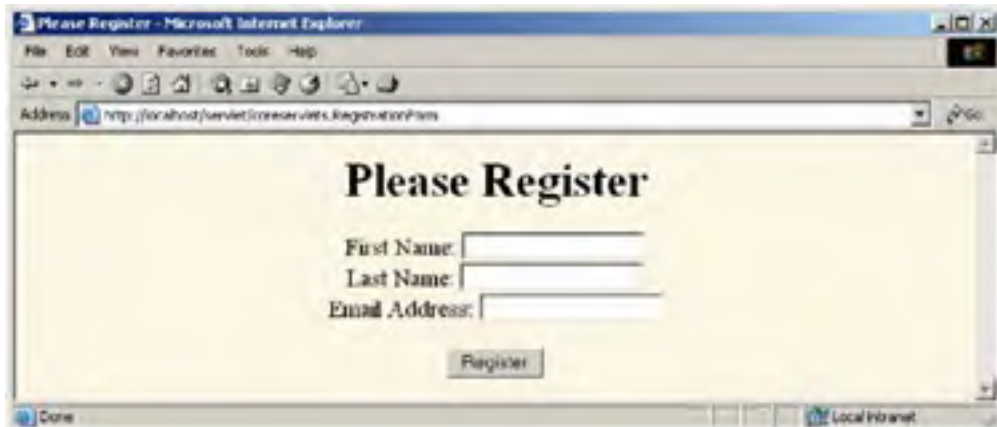 Please Register - Microsoft Internet Explorer
File Edit View Favorites Tools Help
Address http://localhost/servlet/coreservlets.RegistrationForm Go
Please Register
First Name:
Last Name:
Email Address:
Register
Done Local intranet